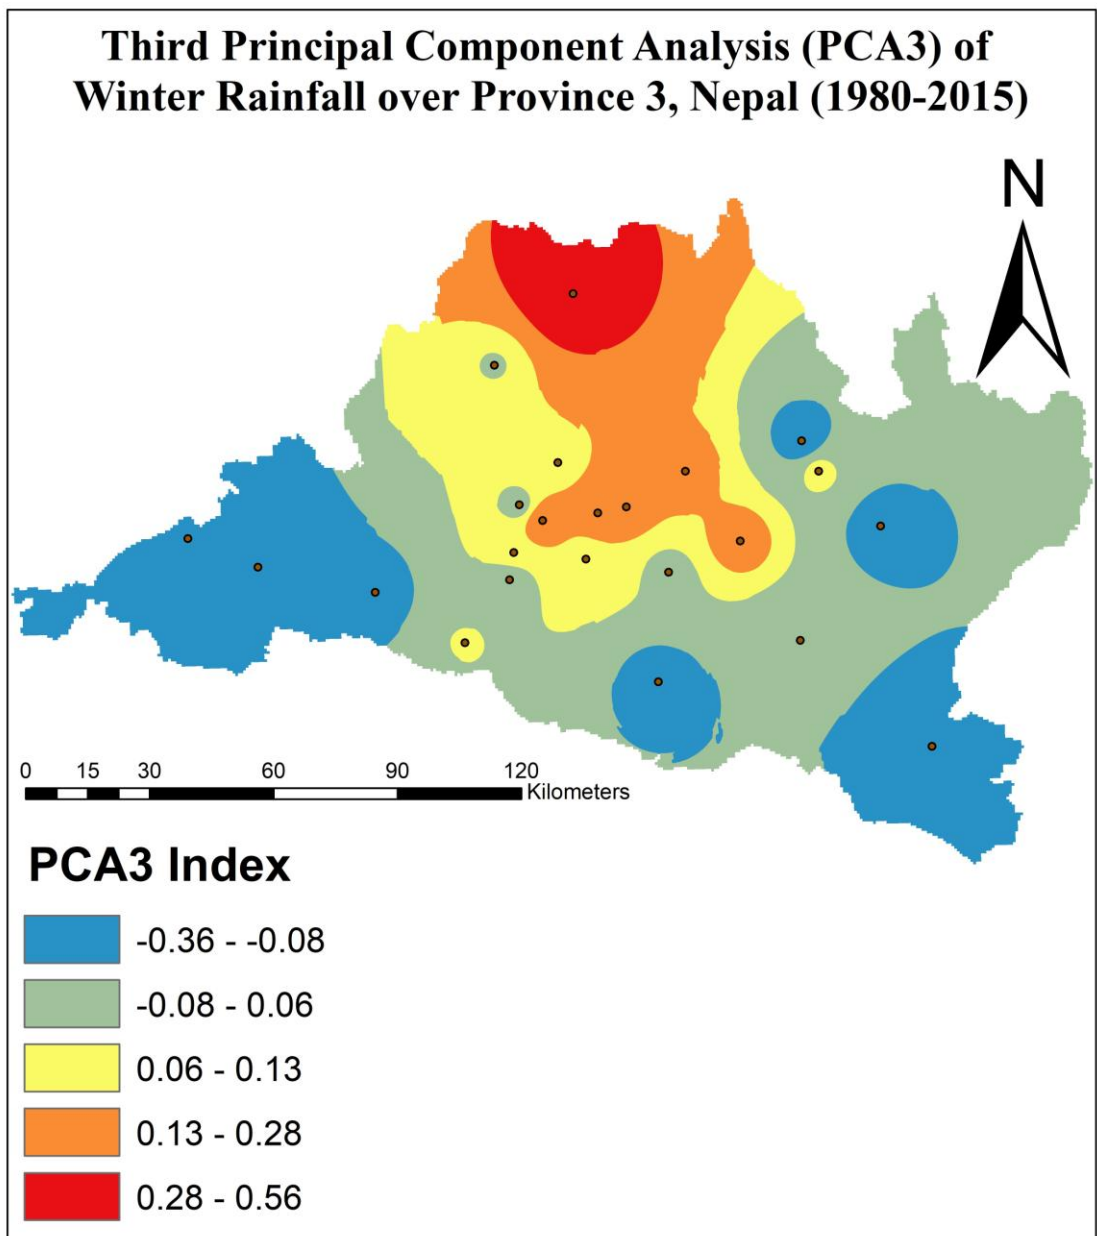 Third Principal Component Analysis (PCA3) of
Winter Rainfall over Province 3, Nepal (1980-2015)
N
0 15 30 60 90 120
Kilometers
PCA3 Index
-0.36 - -0.08
-0.08 - 0.06
0.06 - 0.13
0.13 - 0.28
0.28 - 0.56